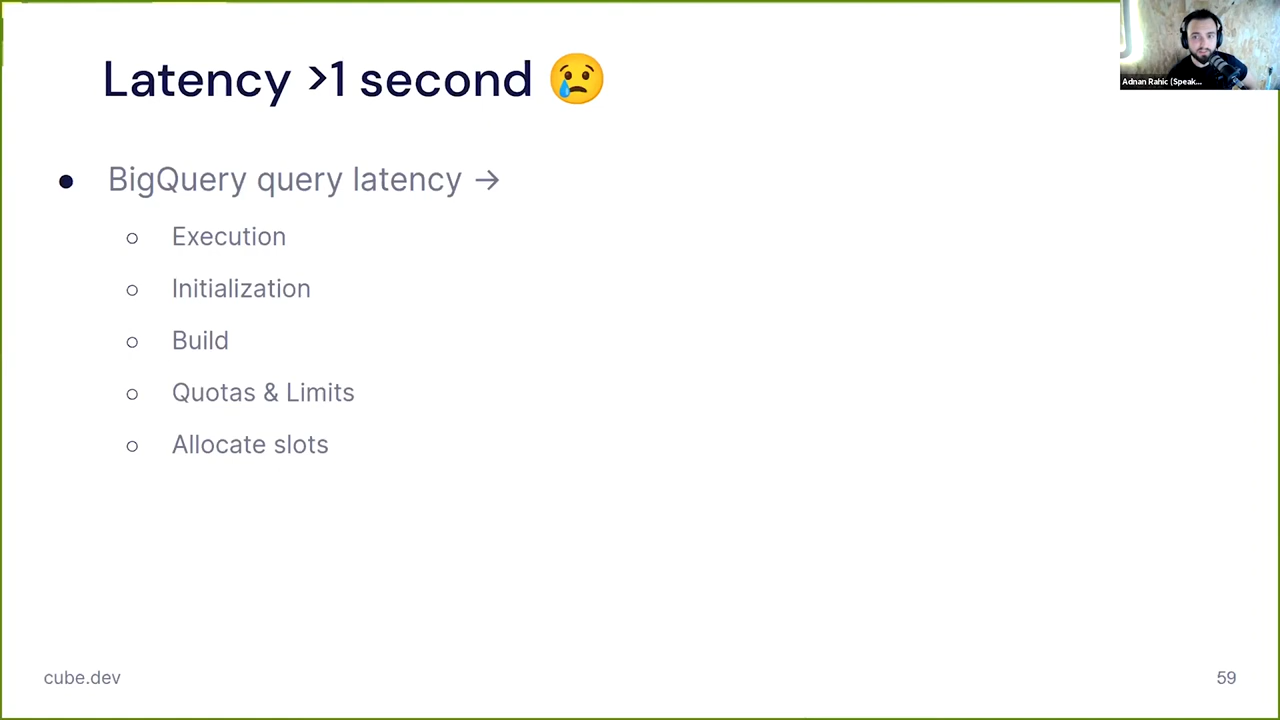 Latency >1 second 😢
Adnan Rahic (Speak...
● BigQuery query latency →
○ Execution
○ Initialization
○ Build
○ Quotas & Limits
○ Allocate slots
cube.dev
59